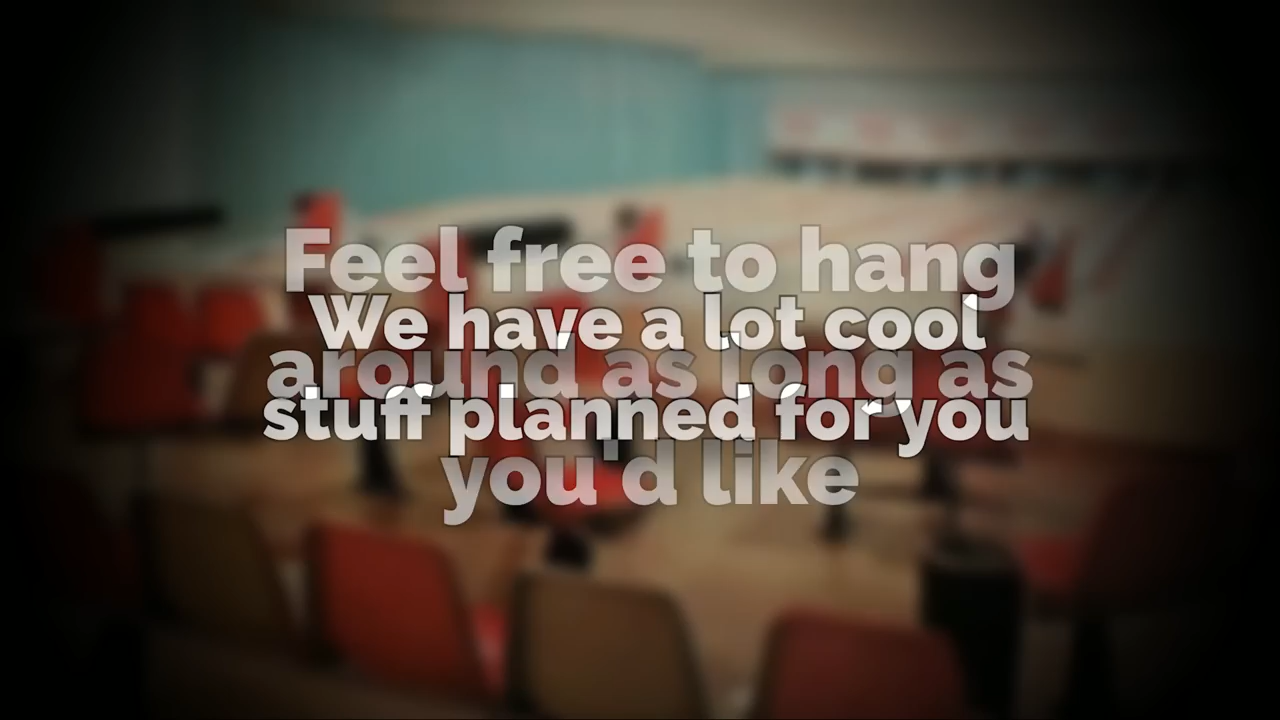 Feel free to hang
We have a lot cool
around as long as
stuff planned for you
you'd like